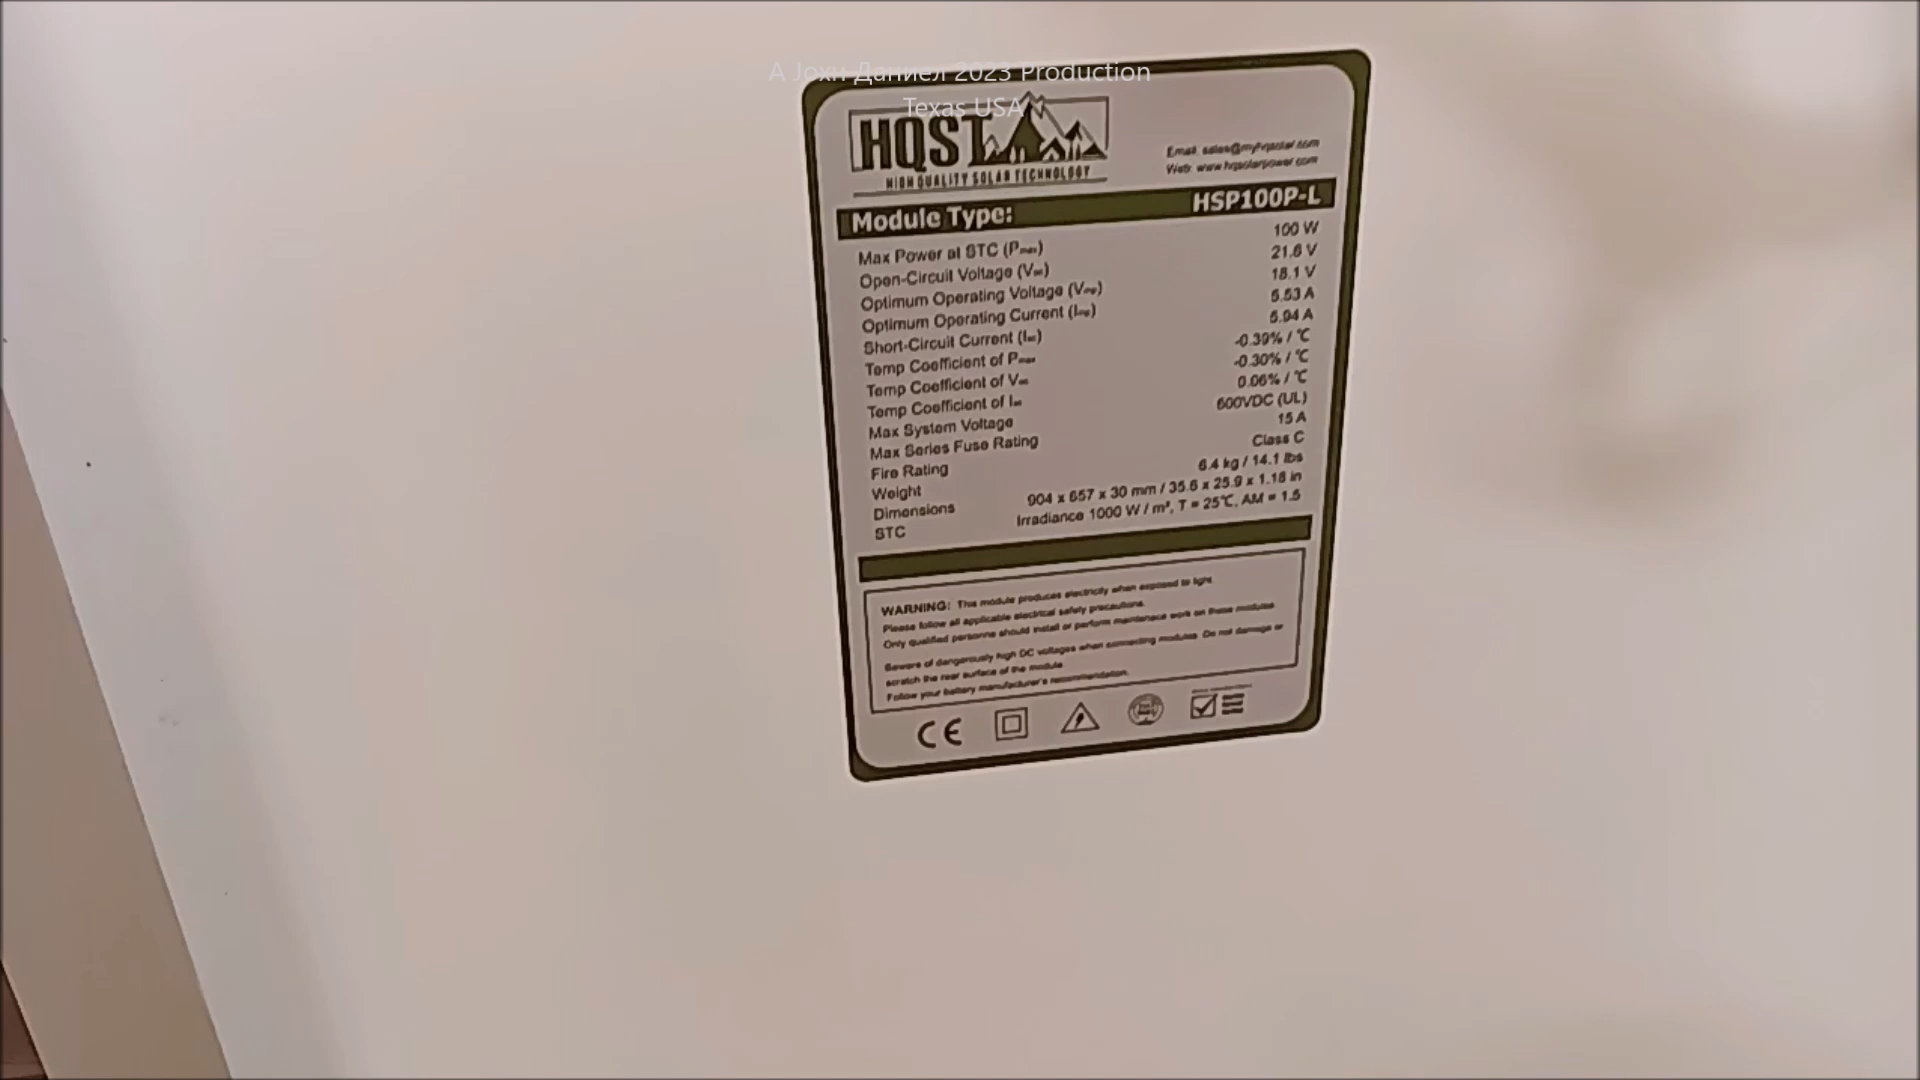 A Јохн Даниел 2023 Production
Texas USA
HQST
HIGH QUALITY SOLAR TECHNOLOGY
Email: sales@myhqsolar.com
Web: www.hqsolarpower.com
Module Type: HSP100P-L
Max Power at STC (Pmax) 100 W
Open-Circuit Voltage (Voc) 21.6 V
Optimum Operating Voltage (Vmp) 18.1 V
Optimum Operating Current (Imp) 5.53 A
Short-Circuit Current (Isc) 5.94 A
Temp Coefficient of Pmax -0.39% / ℃
Temp Coefficient of Voc -0.30% / ℃
Temp Coefficient of Isc 0.06% / ℃
Max System Voltage 600VDC (UL)
Max Series Fuse Rating 15 A
Fire Rating Class C
Weight 6.4 kg / 14.1 lbs
Dimensions 904 x 657 x 30 mm / 35.6 x 25.9 x 1.18 in
STC Irradiance 1000 W / m², T = 25℃, AM = 1.5
WARNING: This module produces electricity when exposed to light.
Please follow all applicable electrical safety precautions.
Only qualified personne should install or perform maintenace work on these modules
Beware of dangerously high DC voltages when connecting modules. Do not damage or
scratch the rear surface of the module.
Follow your battery manufacturer's recommendation.
CE